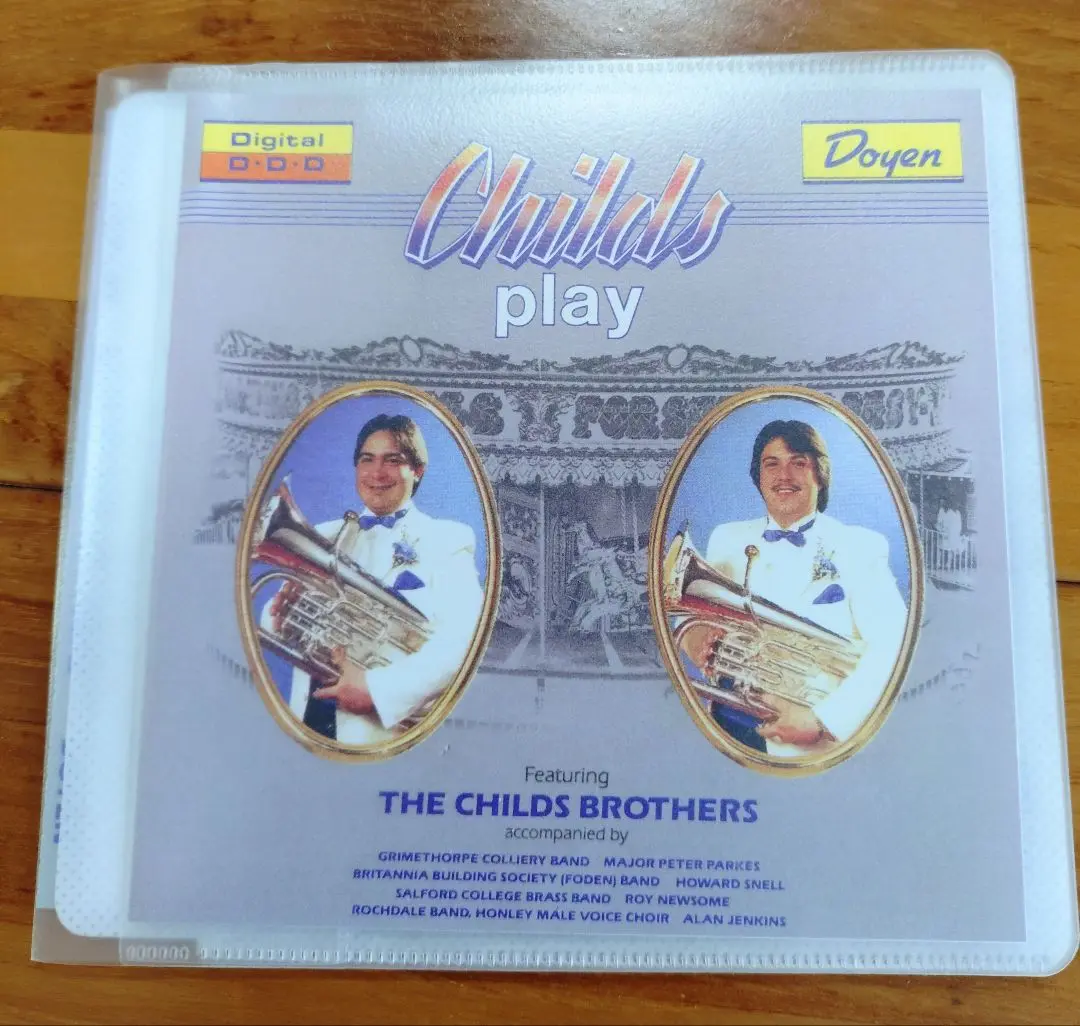 Digital
D·D·D
Doyen
Childs
play
Featuring
THE CHILDS BROTHERS
accompanied by
GRIMETHORPE COLLIERY BAND MAJOR PETER PARKES
BRITANNIA BUILDING SOCIETY (FODEN) BAND HOWARD SNELL
SALFORD COLLEGE BRASS BAND ROY NEWSOME
ROCHDALE BAND, HONLEY MALE VOICE CHOIR ALAN JENKINS